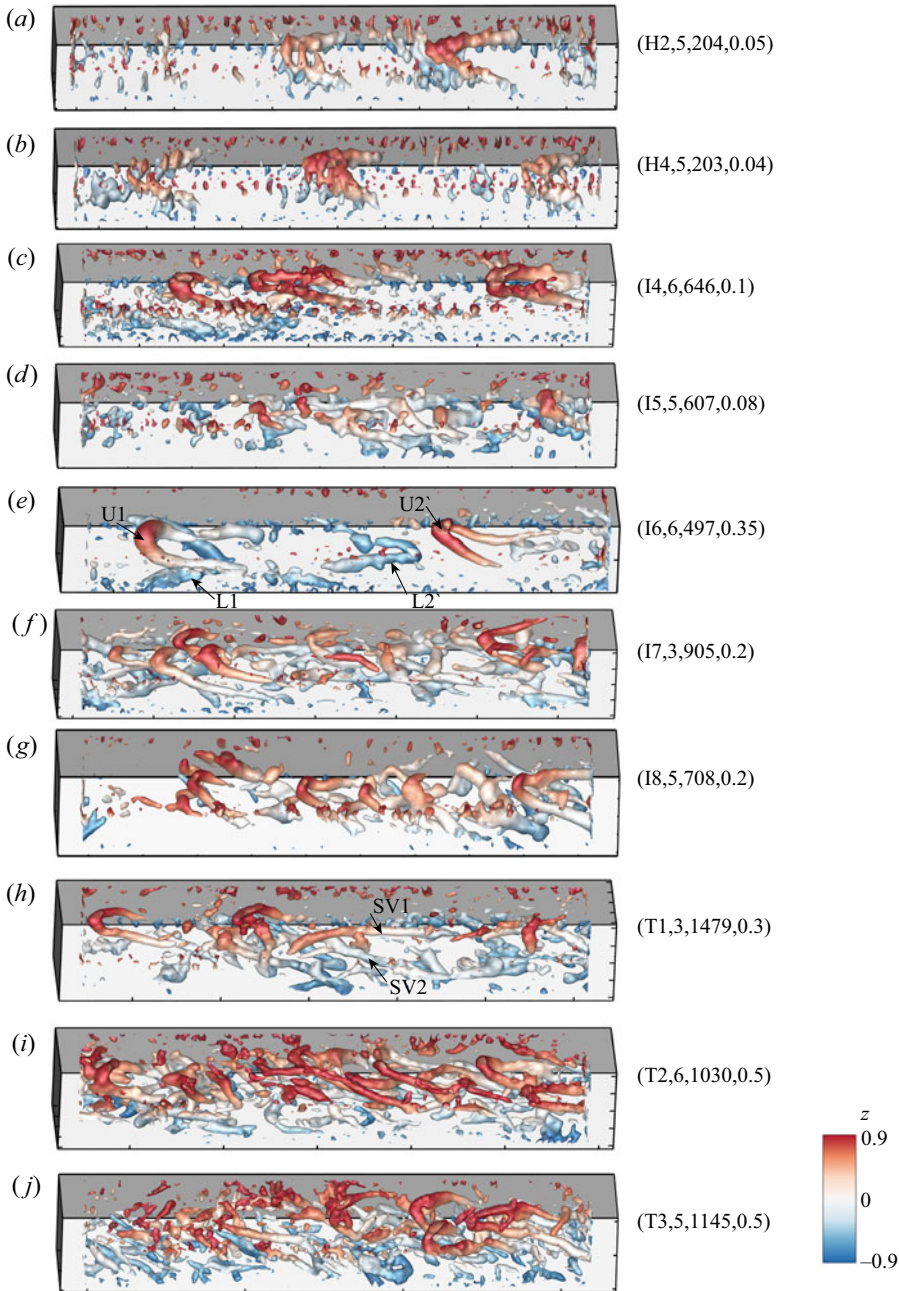 (a)
(H2,5,204,0.05)
(b)
(H4,5,203,0.04)
(c)
(I4,6,646,0.1)
(d)
(I5,5,607,0.08)
(e)
U1
U2`
(I6,6,497,0.35)
L1
L2`
(f)
(I7,3,905,0.2)
(g)
(I8,5,708,0.2)
(h)
SV1
(T1,3,1479,0.3)
SV2
(i)
(T2,6,1030,0.5)
z
0.9
(j)
0
(T3,5,1145,0.5)
–0.9